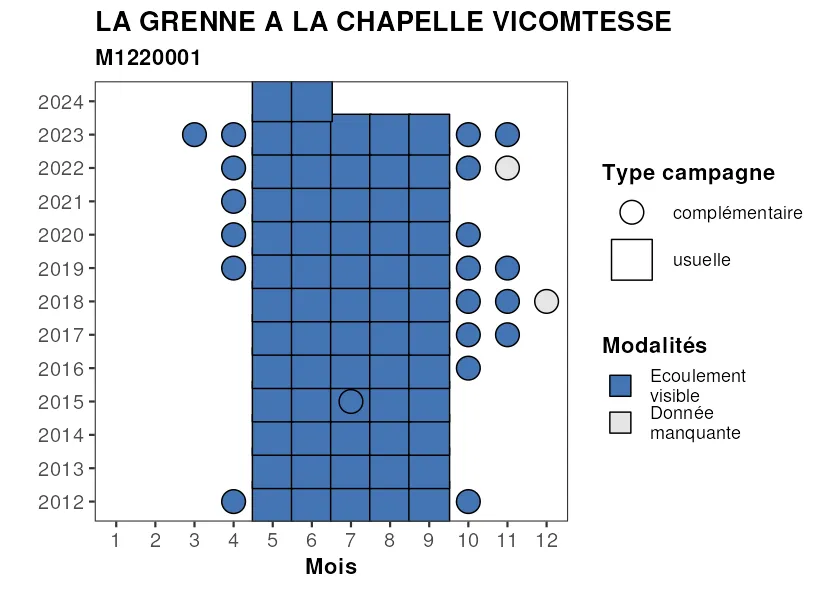 LA GRENNE A LA CHAPELLE VICOMTESSE
M1220001
2024
2023
2022
2021
2020
2019
2018
2017
2016
2015
2014
2013
2012
1 2 3 4 5 6 7 8 9 10 11 12
Mois
Type campagne
complémentaire
usuelle
Modalités
Ecoulement
visible
Donnée
manquante